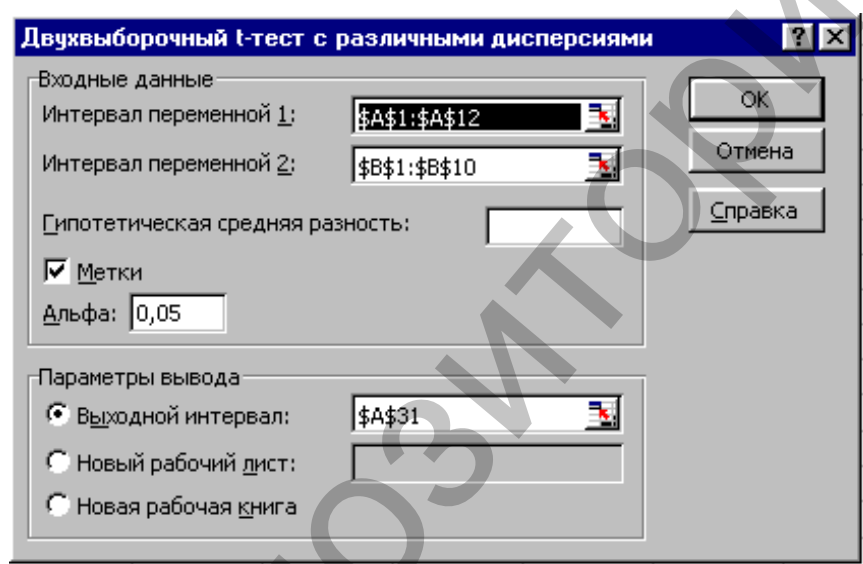 Двухвыборочный t-тест с различными дисперсиями
Входные данные
Интервал переменной 1: $A$1:$A$12
Интервал переменной 2: $B$1:$B$10
Гипотетическая средняя разность:
Метки
Альфа: 0,05
OK
Отмена
Справка
Параметры вывода
Выходной интервал: $A$31
Новый рабочий лист:
Новая рабочая книга